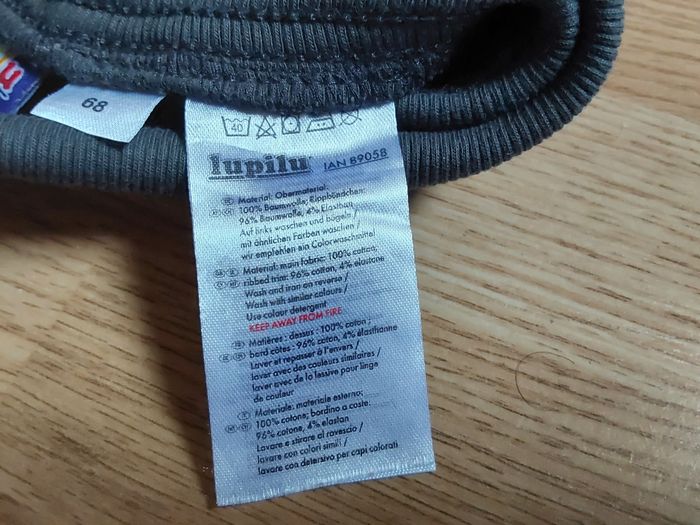 68
40
lupilu IAN 89058
Material: Obermaterial:
100% Baumwolle; Rippbündchen:
96% Baumwolle, 4% Elasthan
Auf links waschen und bügeln /
mit ähnlichen Farben waschen /
wir empfehlen ein Colorwaschmittel
Material: main fabric: 100% cotton,
ribbed trim: 96% cotton, 4% elastane
Wash and iron on reverse /
Wash with similar colours /
Use colour detergent
KEEP AWAY FROM FIRE
Matières : dessus : 100% coton ;
bord côtes : 96% coton, 4% élasthanne
Laver et repasser à l'envers /
laver avec des couleurs similaires /
laver avec de la lessive pour linge
de couleur
Materiale: materiale esterno:
100% cotone; bordino a coste:
96% cotone, 4% elastan
Lavare e stirare al rovescio /
lavare con colori simili /
lavare con detersivo per capi colorati